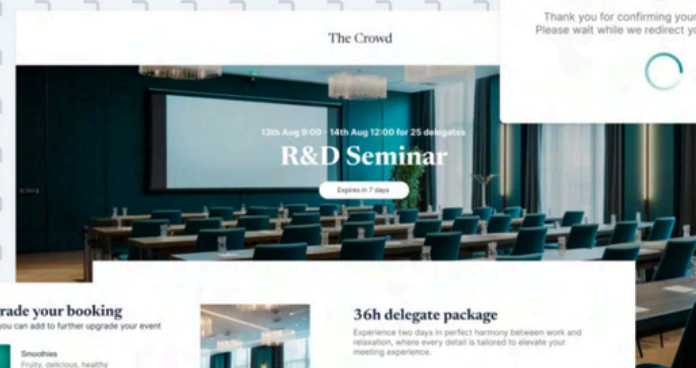 The Crowd
Thank you for confirming your
Please wait while we redirect
13th Aug 9:00 - 14th Aug 12:00 for 25 delegates
R&D Seminar
Expires in 7 days
your booking
you can add to further upgrade your event
Smoothies
Fruity, delicious, healthy
36h delegate package
Experience two days in perfect harmony between work and
relaxation, where every detail is tailored to elevate your
meeting experience.